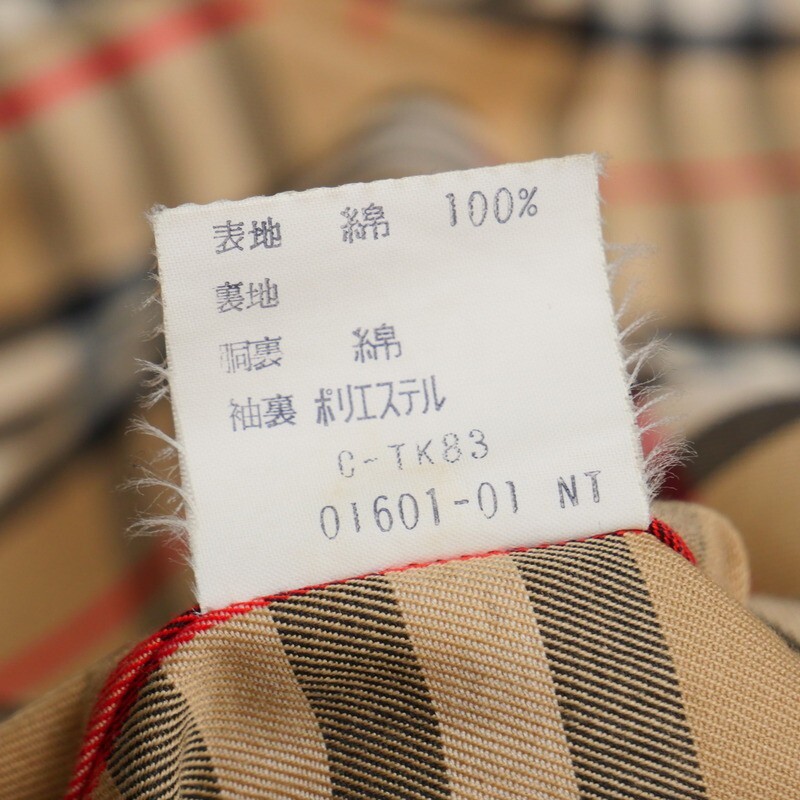 表地 綿 100%
裏地
胴裏 綿
袖裏 ポリエステル
C-TK83
01601-01 NT